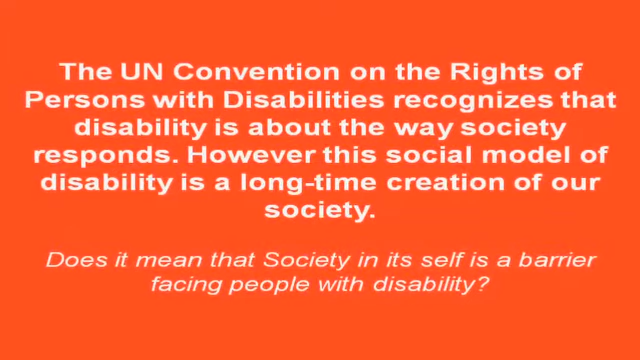 The UN Convention on the Rights of
Persons with Disabilities recognizes that
disability is about the way society
responds. However this social model of
disability is a long-time creation of our
society.
Does it mean that Society in its self is a barrier
facing people with disability?